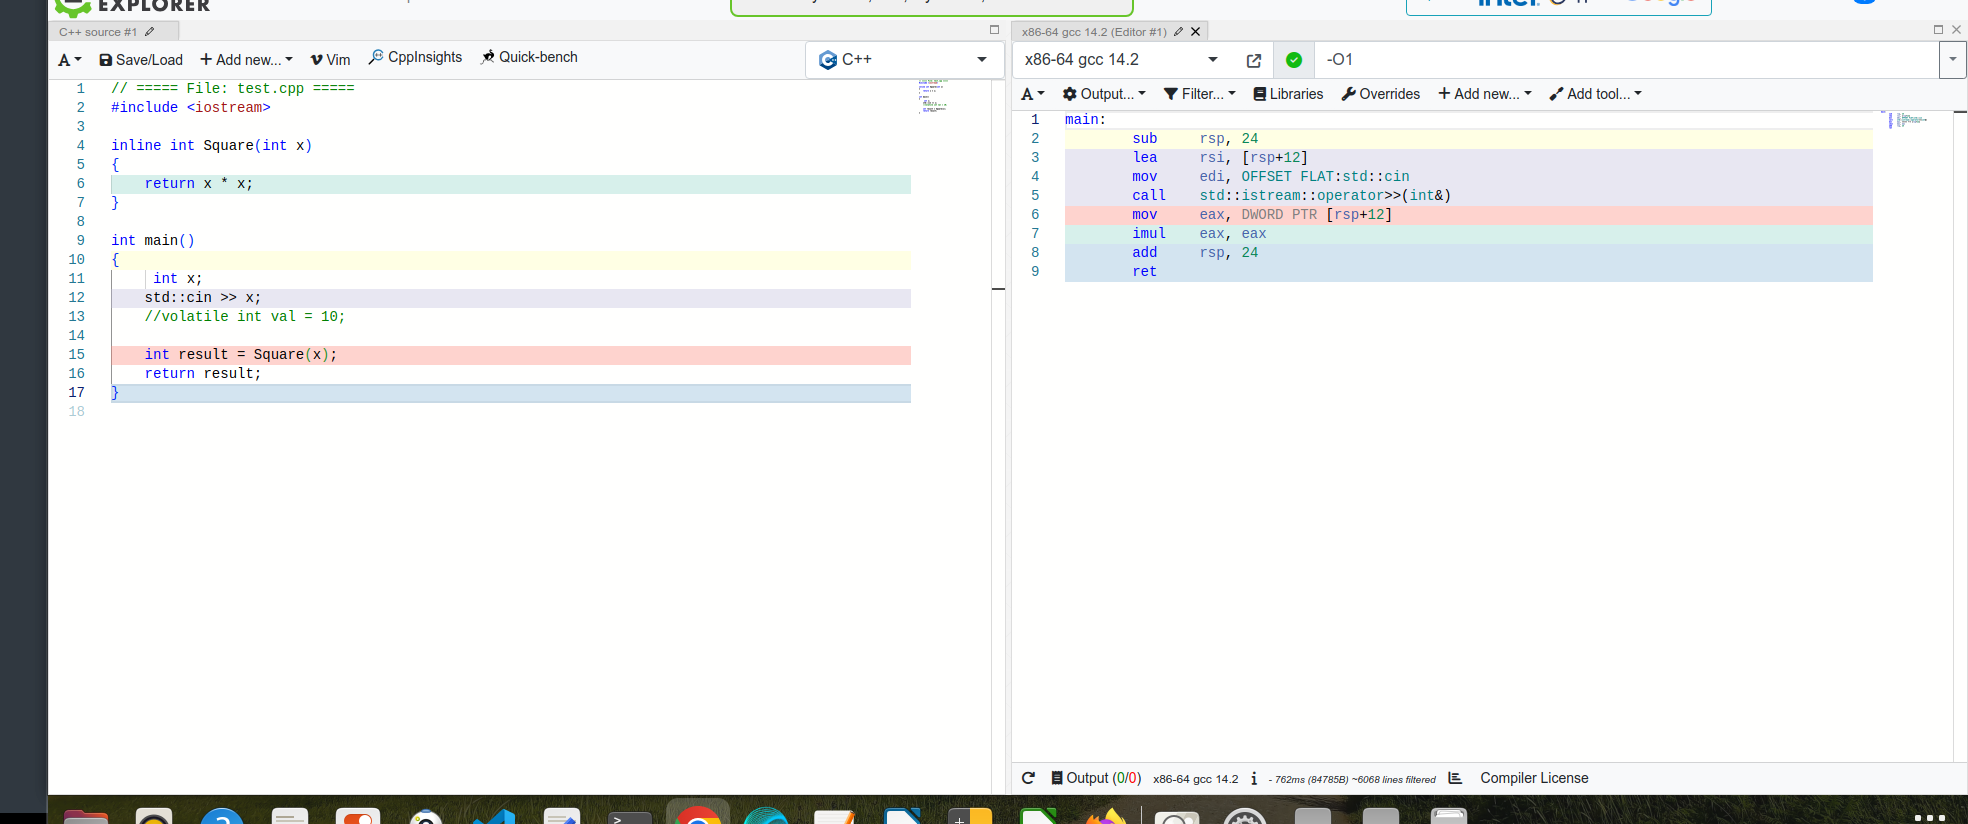 EXPLORER
intel.
C++ source #1
A
Save/Load
Add new...
Vim
CppInsights
Quick-bench
C++
1 // ===== File: test.cpp =====
2 #include <iostream>
3
4 inline int Square(int x)
5 {
6 return x * x;
7 }
8
9 int main()
10 {
11 int x;
12 std::cin >> x;
13 //volatile int val = 10;
14
15 int result = Square(x);
16 return result;
17 }
18
x86-64 gcc 14.2 (Editor #1)
x86-64 gcc 14.2
-O1
A
Output...
Filter...
Libraries
Overrides
Add new...
Add tool...
1 main:
2 sub rsp, 24
3 lea rsi, [rsp+12]
4 mov edi, OFFSET FLAT:std::cin
5 call std::istream::operator>>(int&)
6 mov eax, DWORD PTR [rsp+12]
7 imul eax, eax
8 add rsp, 24
9 ret
Output (0/0) x86-64 gcc 14.2 i - 762ms (84785B) ~6068 lines filtered Compiler License